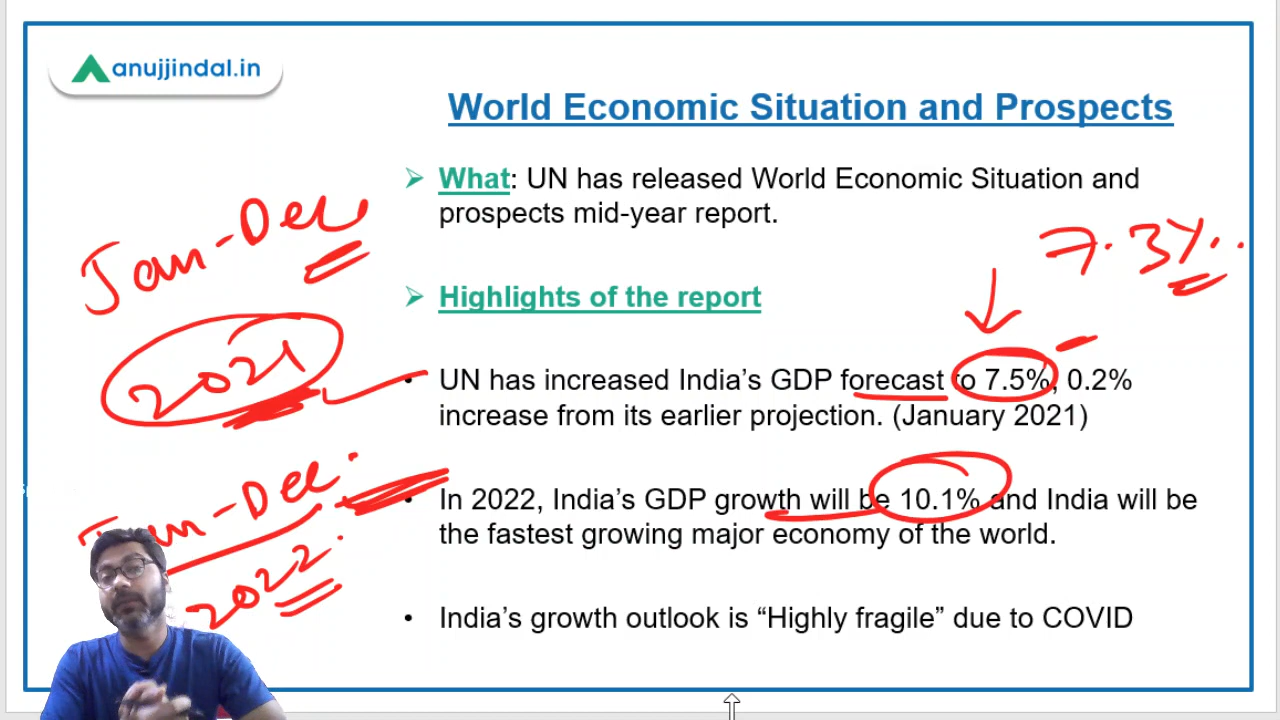 anujjindal.in
World Economic Situation and Prospects
What: UN has released World Economic Situation and
prospects mid-year report.
Jan-Dec
7.3%
Highlights of the report
2021
UN has increased India’s GDP forecast to 7.5%, 0.2%
increase from its earlier projection. (January 2021)
Jan-Dec
2022
In 2022, India’s GDP growth will be 10.1% and India will be
the fastest growing major economy of the world.
India’s growth outlook is “Highly fragile” due to COVID